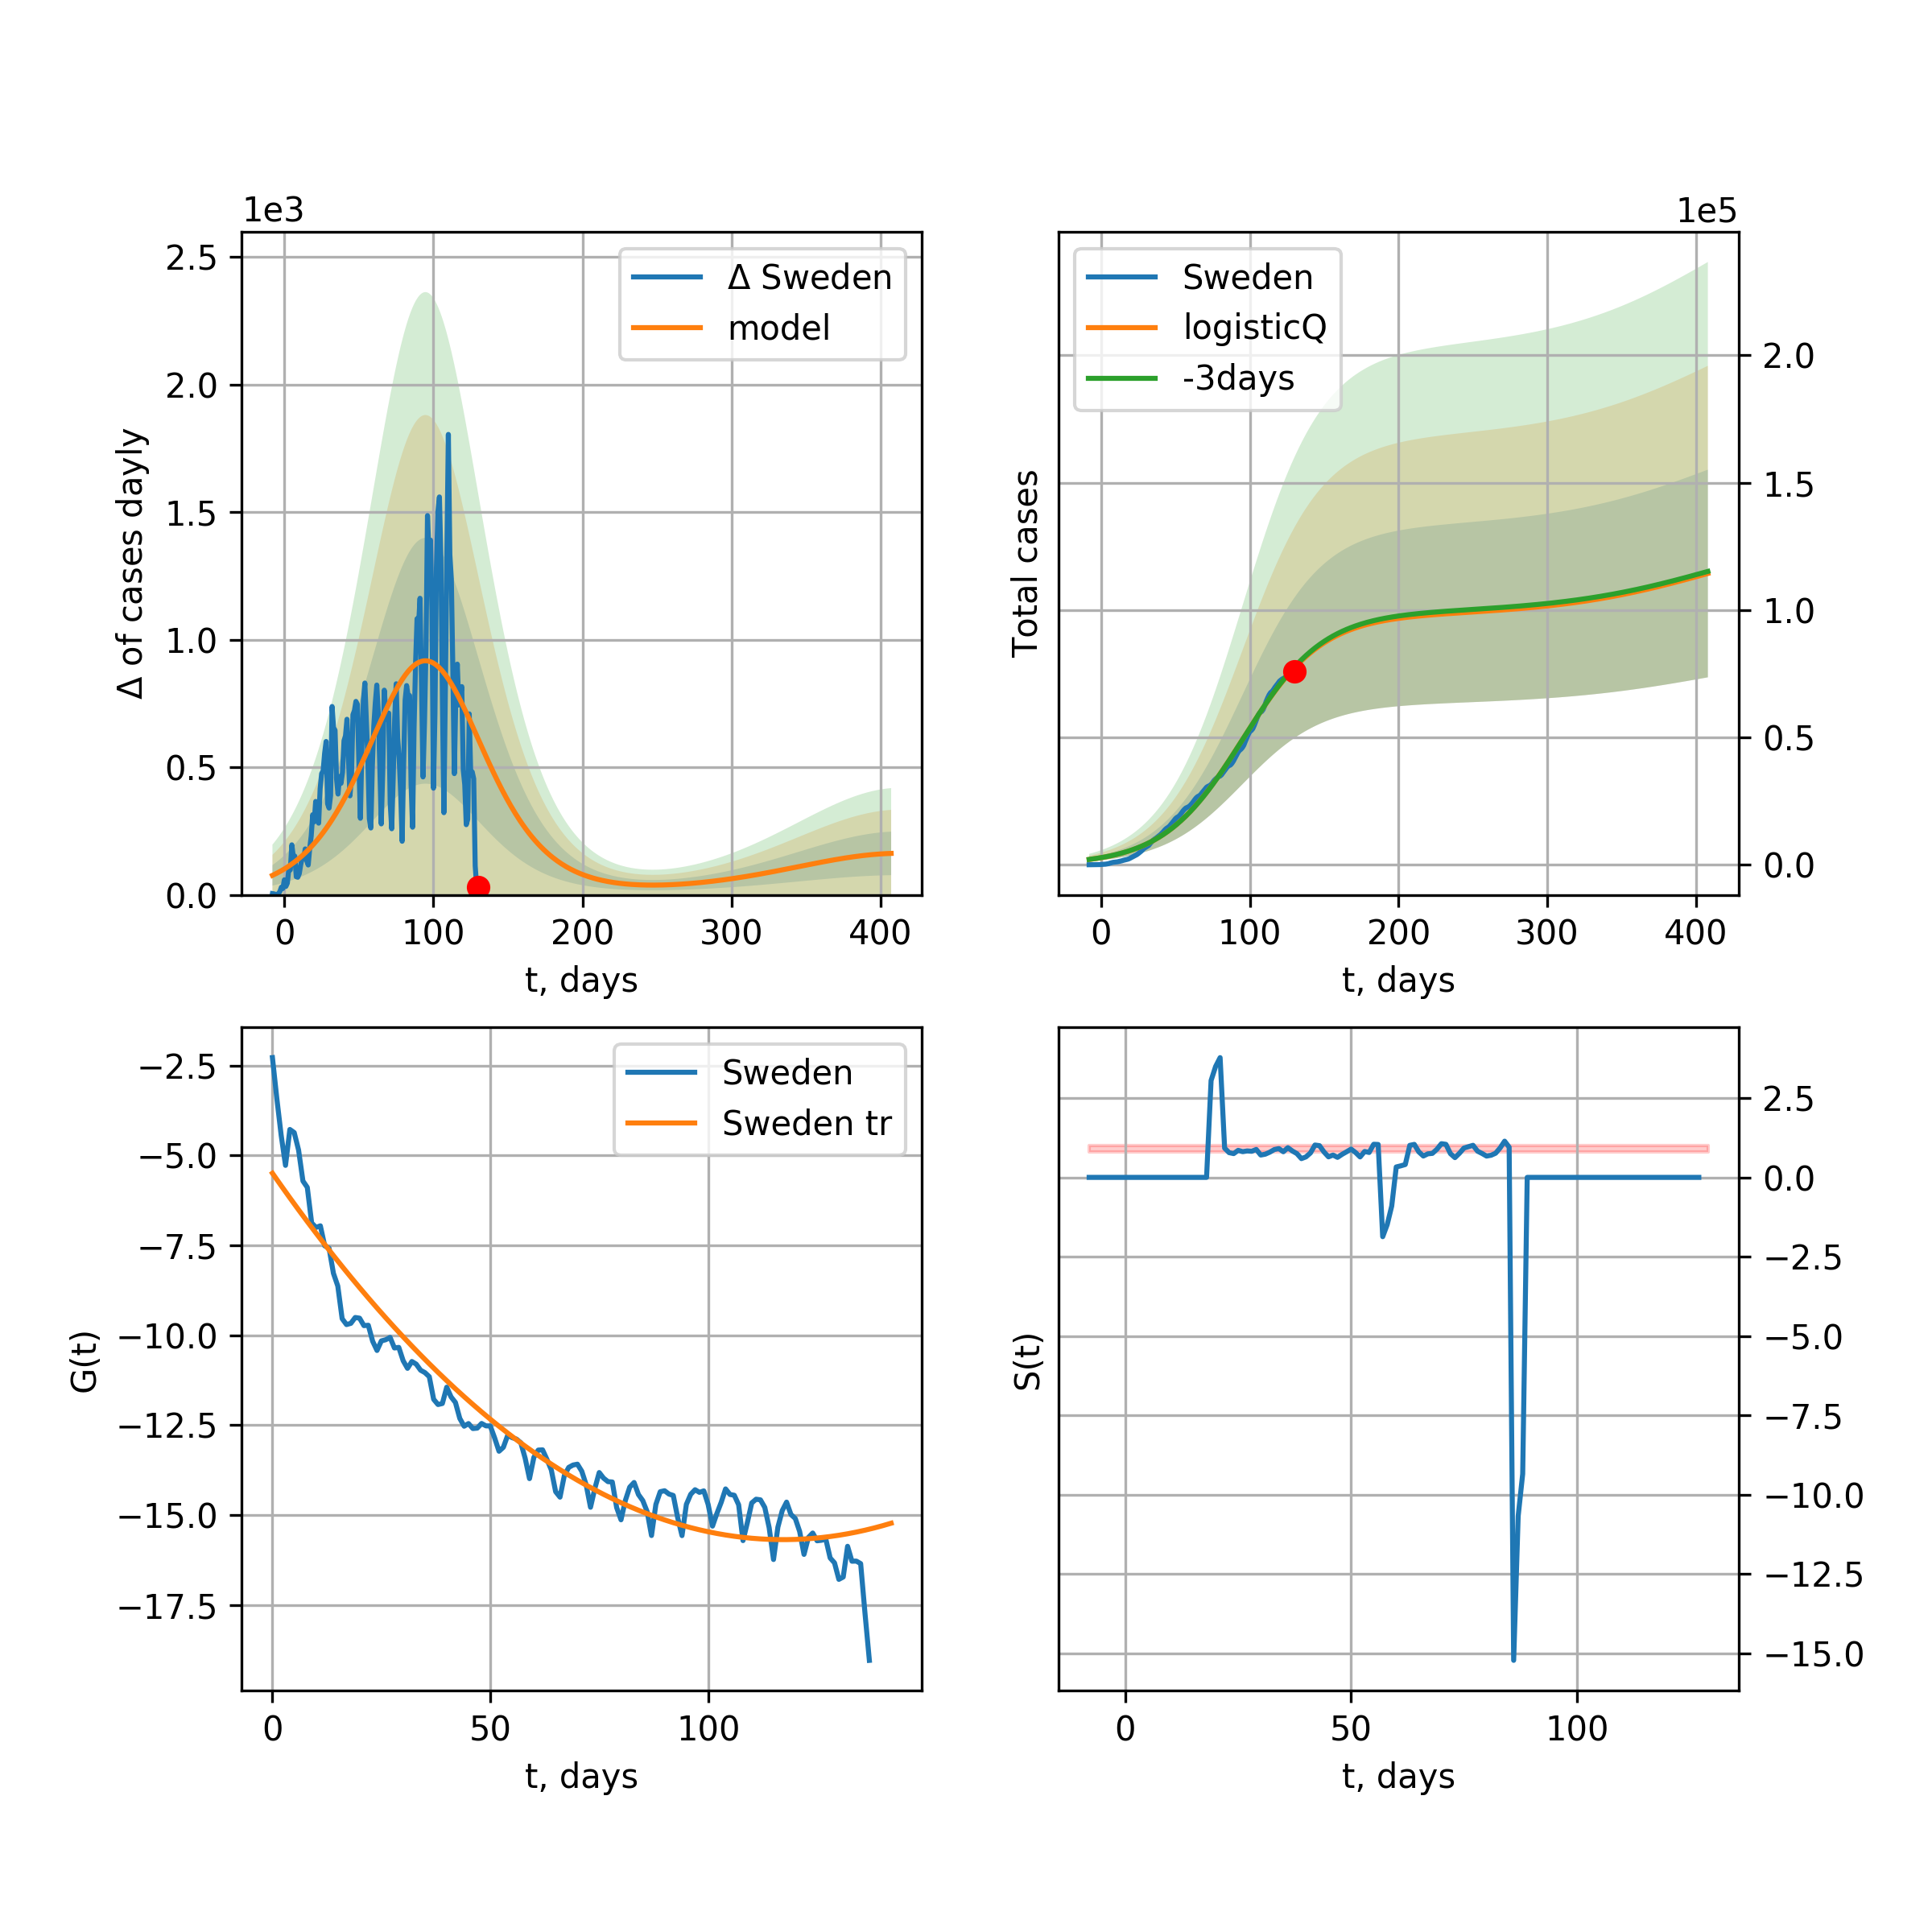 1e3
2.5
2.0
1.5
1.0
0.5
0.0
Δ of cases dayly
Δ Sweden
model
0 100 200 300 400
t, days
1e5
Sweden
logisticQ
-3days
Total cases
2.0
1.5
1.0
0.5
0.0
0 100 200 300 400
t, days
−2.5
−5.0
−7.5
−10.0
−12.5
−15.0
−17.5
G(t)
Sweden
Sweden tr
0 50 100
t, days
S(t)
2.5
0.0
−2.5
−5.0
−7.5
−10.0
−12.5
−15.0
0 50 100
t, days